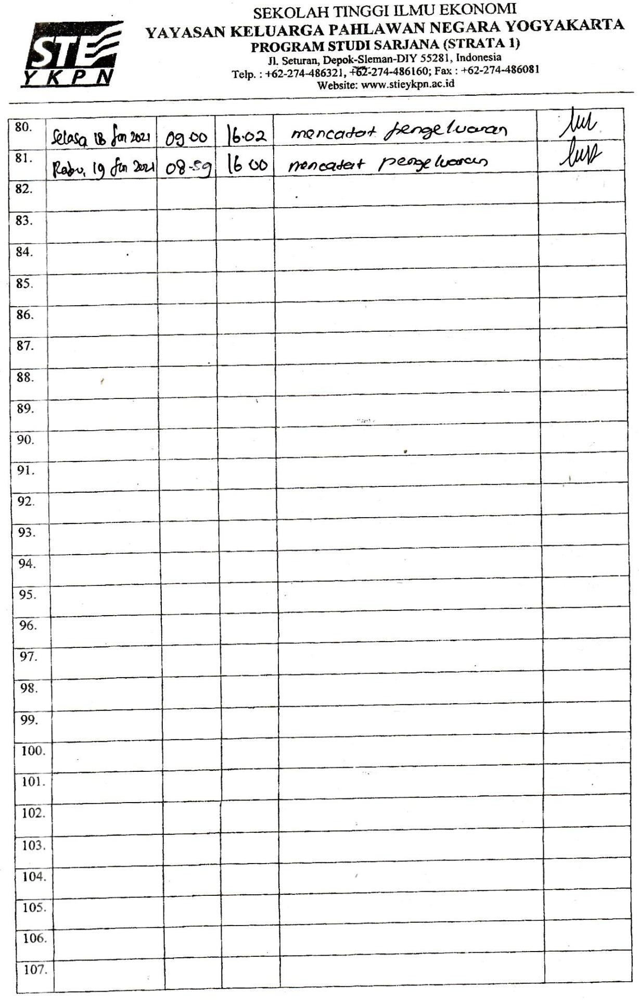 STIE
YKPN
SEKOLAH TINGGI ILMU EKONOMI
YAYASAN KELUARGA PAHLAWAN NEGARA YOGYAKARTA
PROGRAM STUDI SARJANA (STRATA 1)
Jl. Seturan, Depok-Sleman-DIY 55281, Indonesia
Telp. : +62-274-486321, +62-274-486160; Fax : +62-274-486081
Website: www.stieykpn.ac.id
80. Selasa 18 Jan 2021 09 00 16.02 mencatat pengeluaran
81. Rabu, 19 Jan 2021 08-59 16 00 mencatat pengeluaran
82.
83.
84.
85.
86.
87.
88.
89.
90.
91.
92.
93.
94.
95.
96.
97.
98.
99.
100.
101.
102.
103.
104.
105.
106.
107.